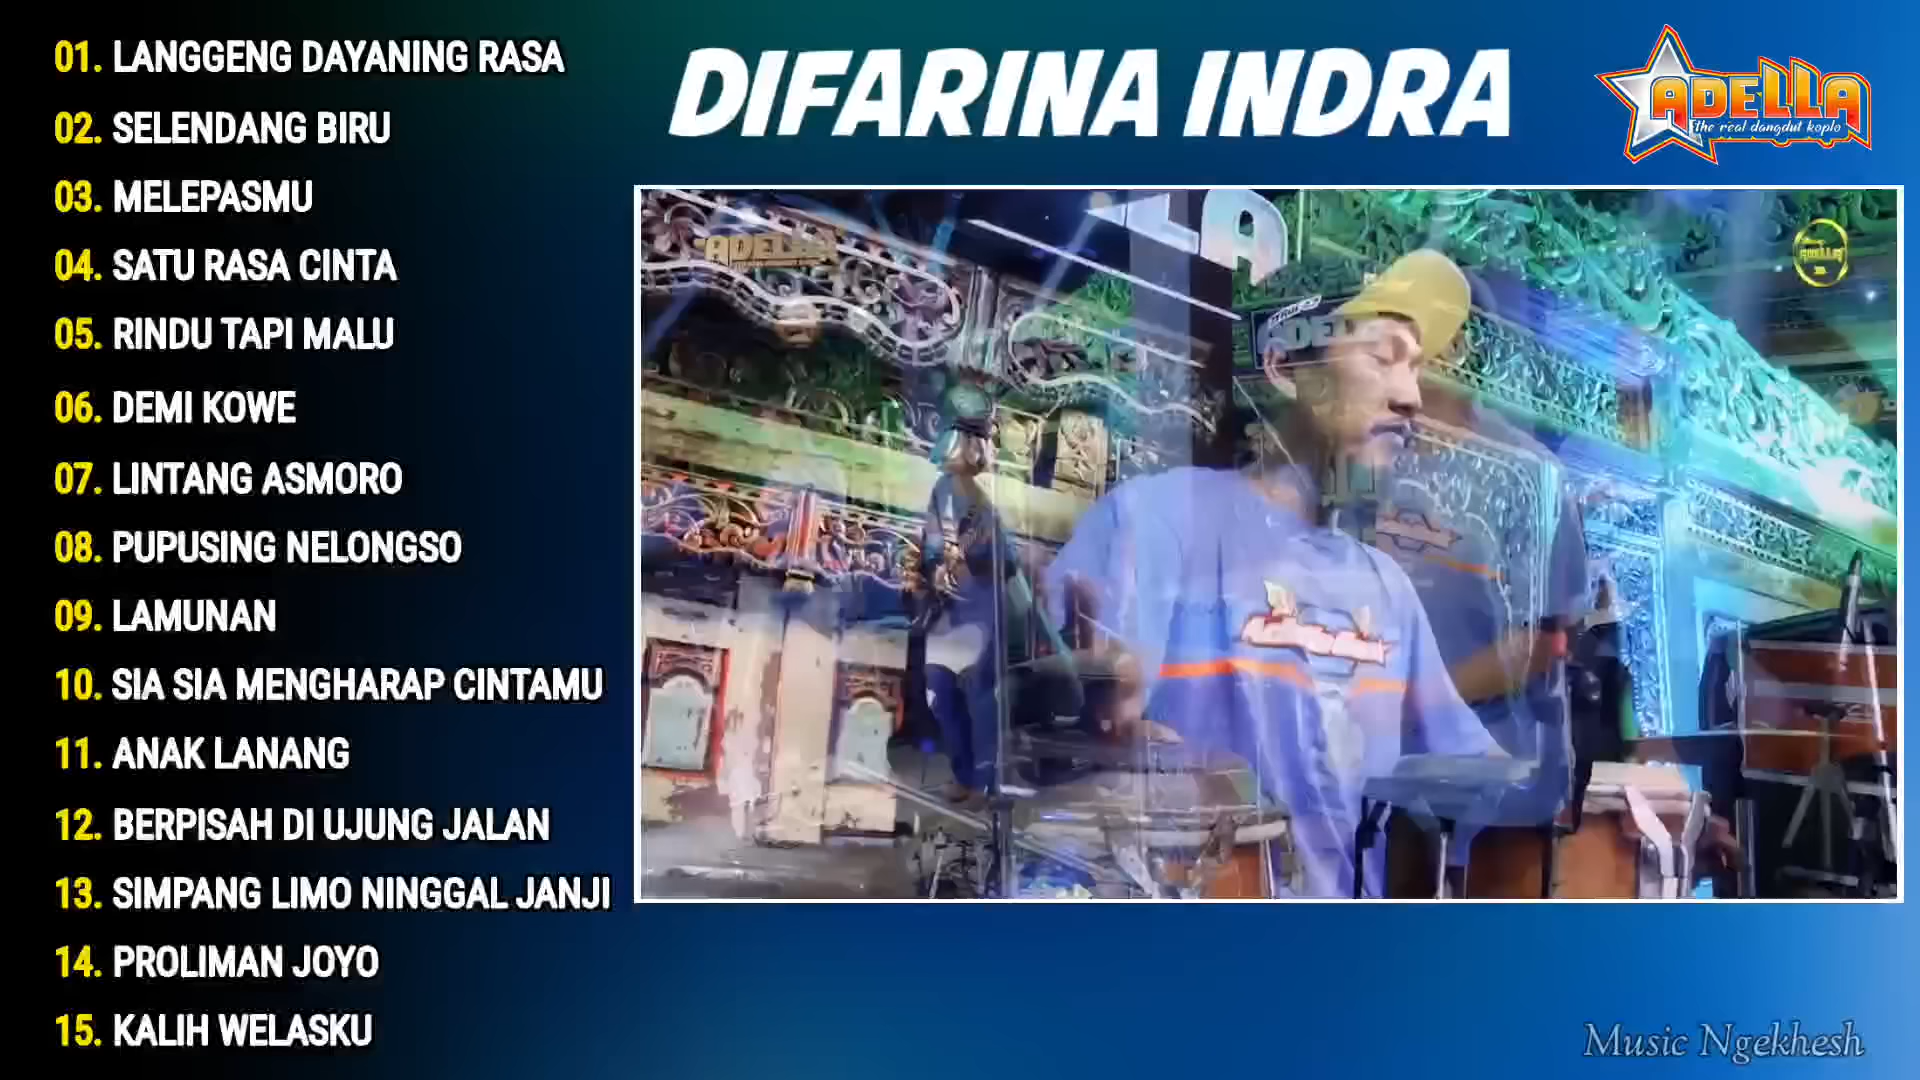 01. LANGGENG DAYANING RASA
02. SELENDANG BIRU
03. MELEPASMU
04. SATU RASA CINTA
05. RINDU TAPI MALU
06. DEMI KOWE
07. LINTANG ASMORO
08. PUPUSING NELONGSO
09. LAMUNAN
10. SIA SIA MENGHARAP CINTAMU
11. ANAK LANANG
12. BERPISAH DI UJUNG JALAN
13. SIMPANG LIMO NINGGAL JANJI
14. PROLIMAN JOYO
15. KALIH WELASKU
DIFARINA INDRA
ADELLA
the real dangdut koplo
LA
ADELLA
ADELLA
Music Ngekhesh